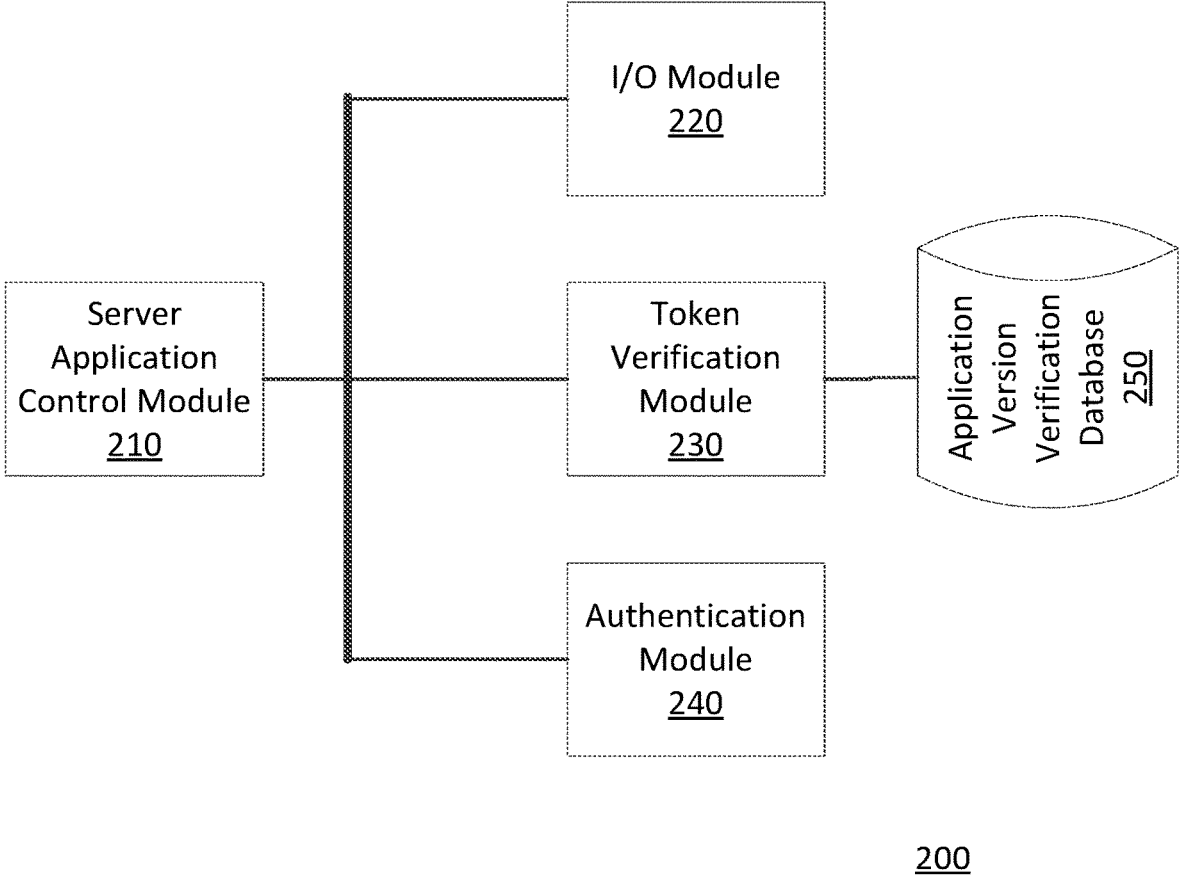 I/O Module
220
Server
Application
Control Module
210
Token
Verification
Module
230
Application
Version
Verification
Database
250
Authentication
Module
240
200